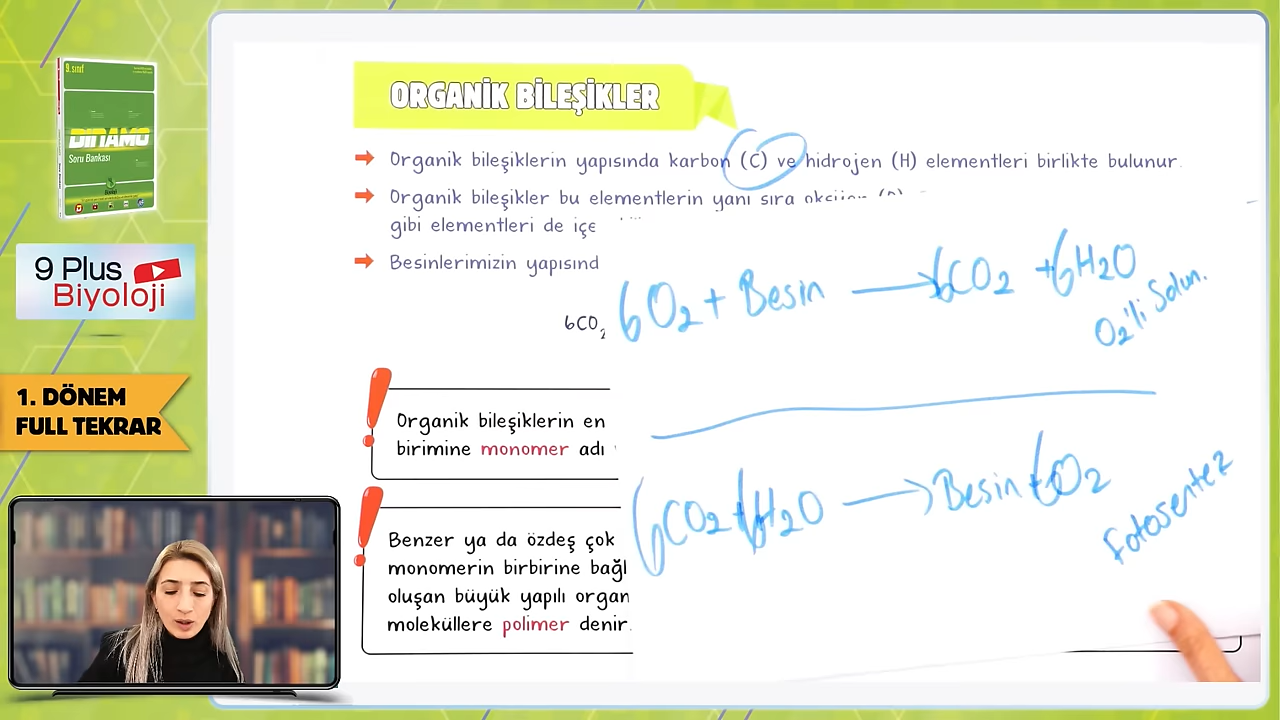 9. sınıf
DİNAMO
Soru Bankası
Biyoloji
9 Plus
Biyoloji
1. DÖNEM
FULL TEKRAR
ORGANİK BİLEŞİKLER
Organik bileşiklerin yapısında karbon (C) ve hidrojen (H) elementleri birlikte bulunur.
Organik bileşikler bu elementlerin yanı sıra oksijen (O)
gibi elementleri de içe
Besinlerimizin yapısınd
6CO2
6O2 + Besin → 6CO2 + 6H2O
O2'li Solun.
Organik bileşiklerin en
birimine monomer adı
6CO2 + 6H2O → Besin + 6O2
Fotosentez
Benzer ya da özdeş çok
monomerin birbirine bağl
oluşan büyük yapılı organ
moleküllere polimer denir.